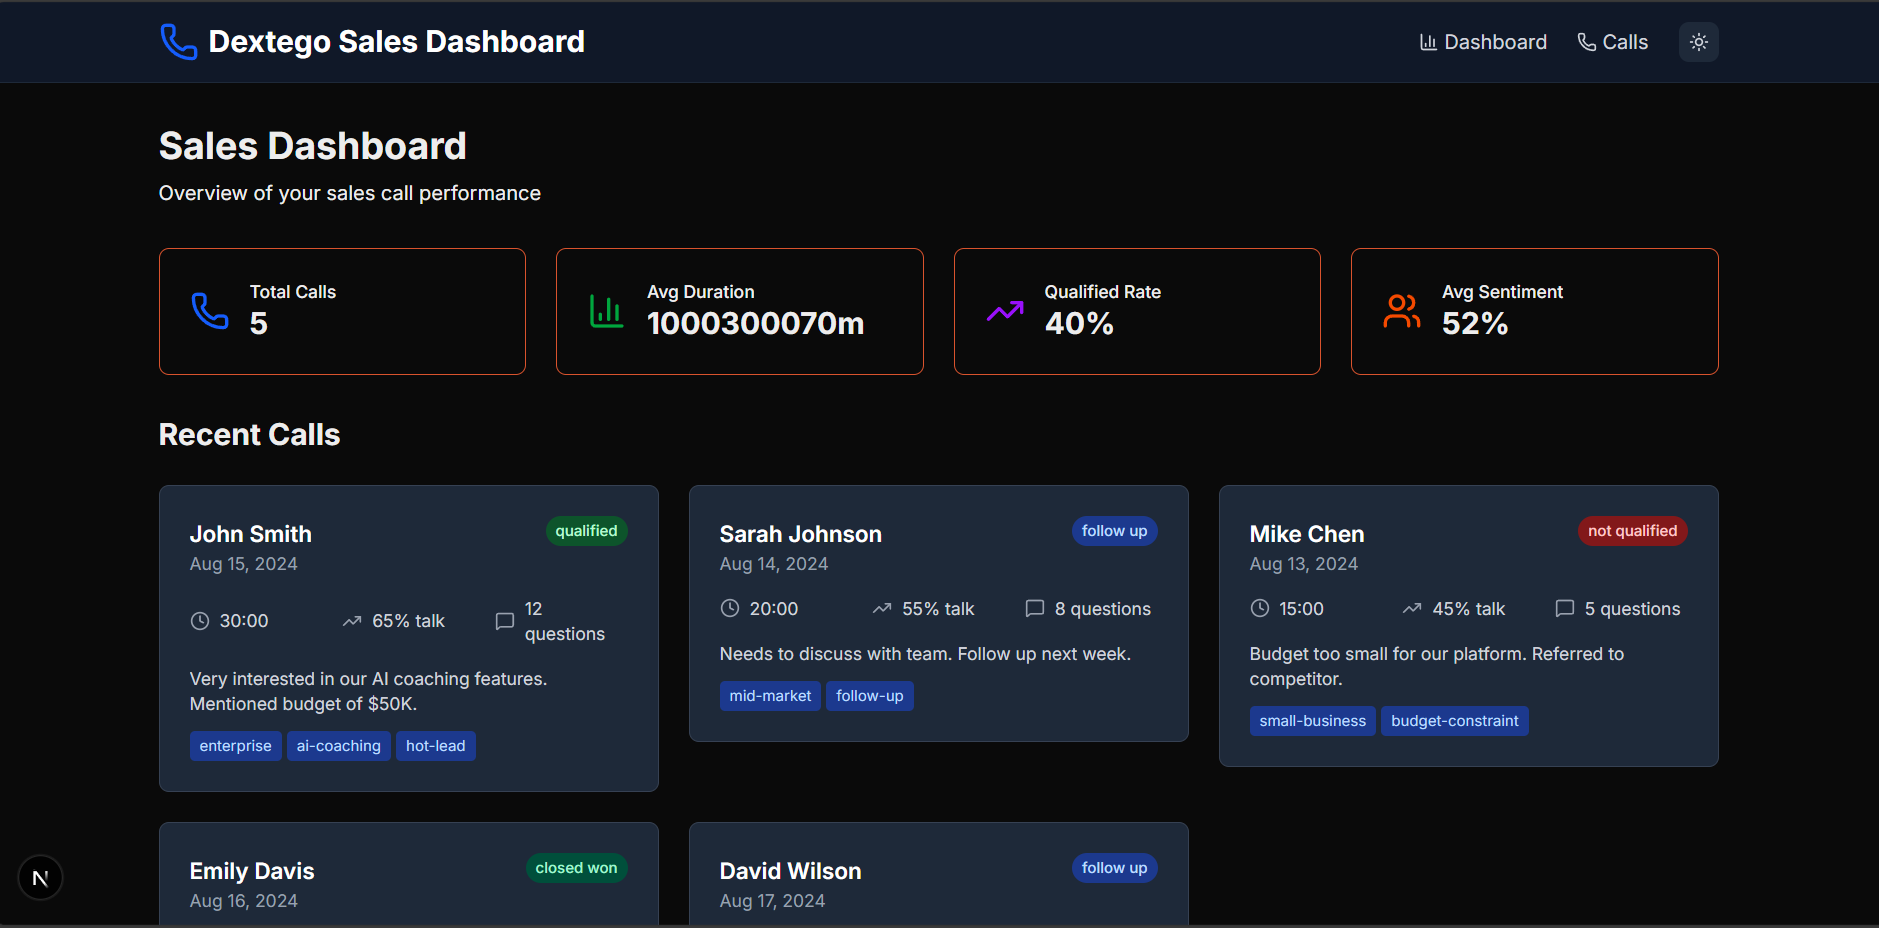 Dextego Sales Dashboard
Dashboard
Calls
Sales Dashboard
Overview of your sales call performance
Total Calls
5
Avg Duration
1000300070m
Qualified Rate
40%
Avg Sentiment
52%
Recent Calls
John Smith
qualified
Aug 15, 2024
30:00
65% talk
12
questions
Very interested in our AI coaching features.
Mentioned budget of $50K.
enterprise
ai-coaching
hot-lead
Sarah Johnson
follow up
Aug 14, 2024
20:00
55% talk
8 questions
Needs to discuss with team. Follow up next week.
mid-market
follow-up
Mike Chen
not qualified
Aug 13, 2024
15:00
45% talk
5 questions
Budget too small for our platform. Referred to
competitor.
small-business
budget-constraint
Emily Davis
closed won
Aug 16, 2024
David Wilson
follow up
Aug 17, 2024
N